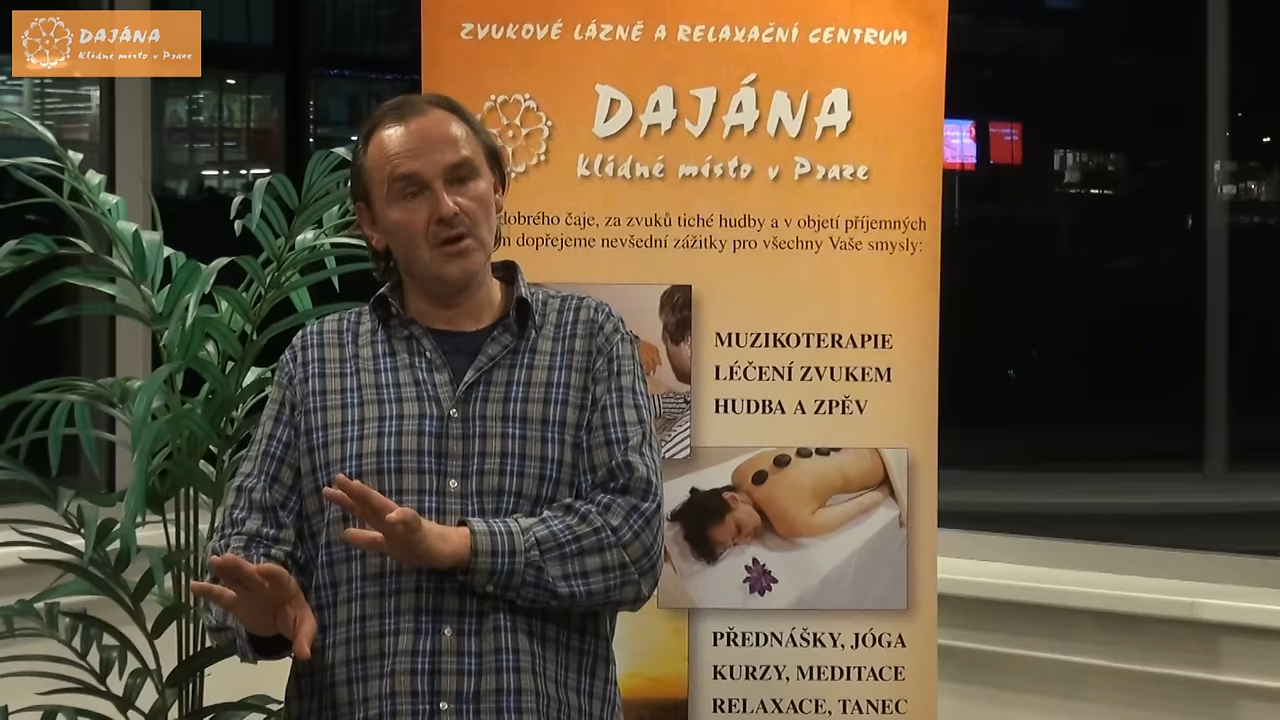 DAJÁNA
Klidné místo v Praze
ZVUKOVÉ LÁZNĚ A RELAXAČNÍ CENTRUM
DAJÁNA
Klidné místo v Praze
dobrého čaje, za zvuků tiché hudby a v objetí příjemných
dopřejeme nevšední zážitky pro všechny Vaše smysly:
MUZIKOTERAPIE
LÉČENÍ ZVUKEM
HUDBA A ZPĚV
PŘEDNÁŠKY, JÓGA
KURZY, MEDITACE
RELAXACE, TANEC